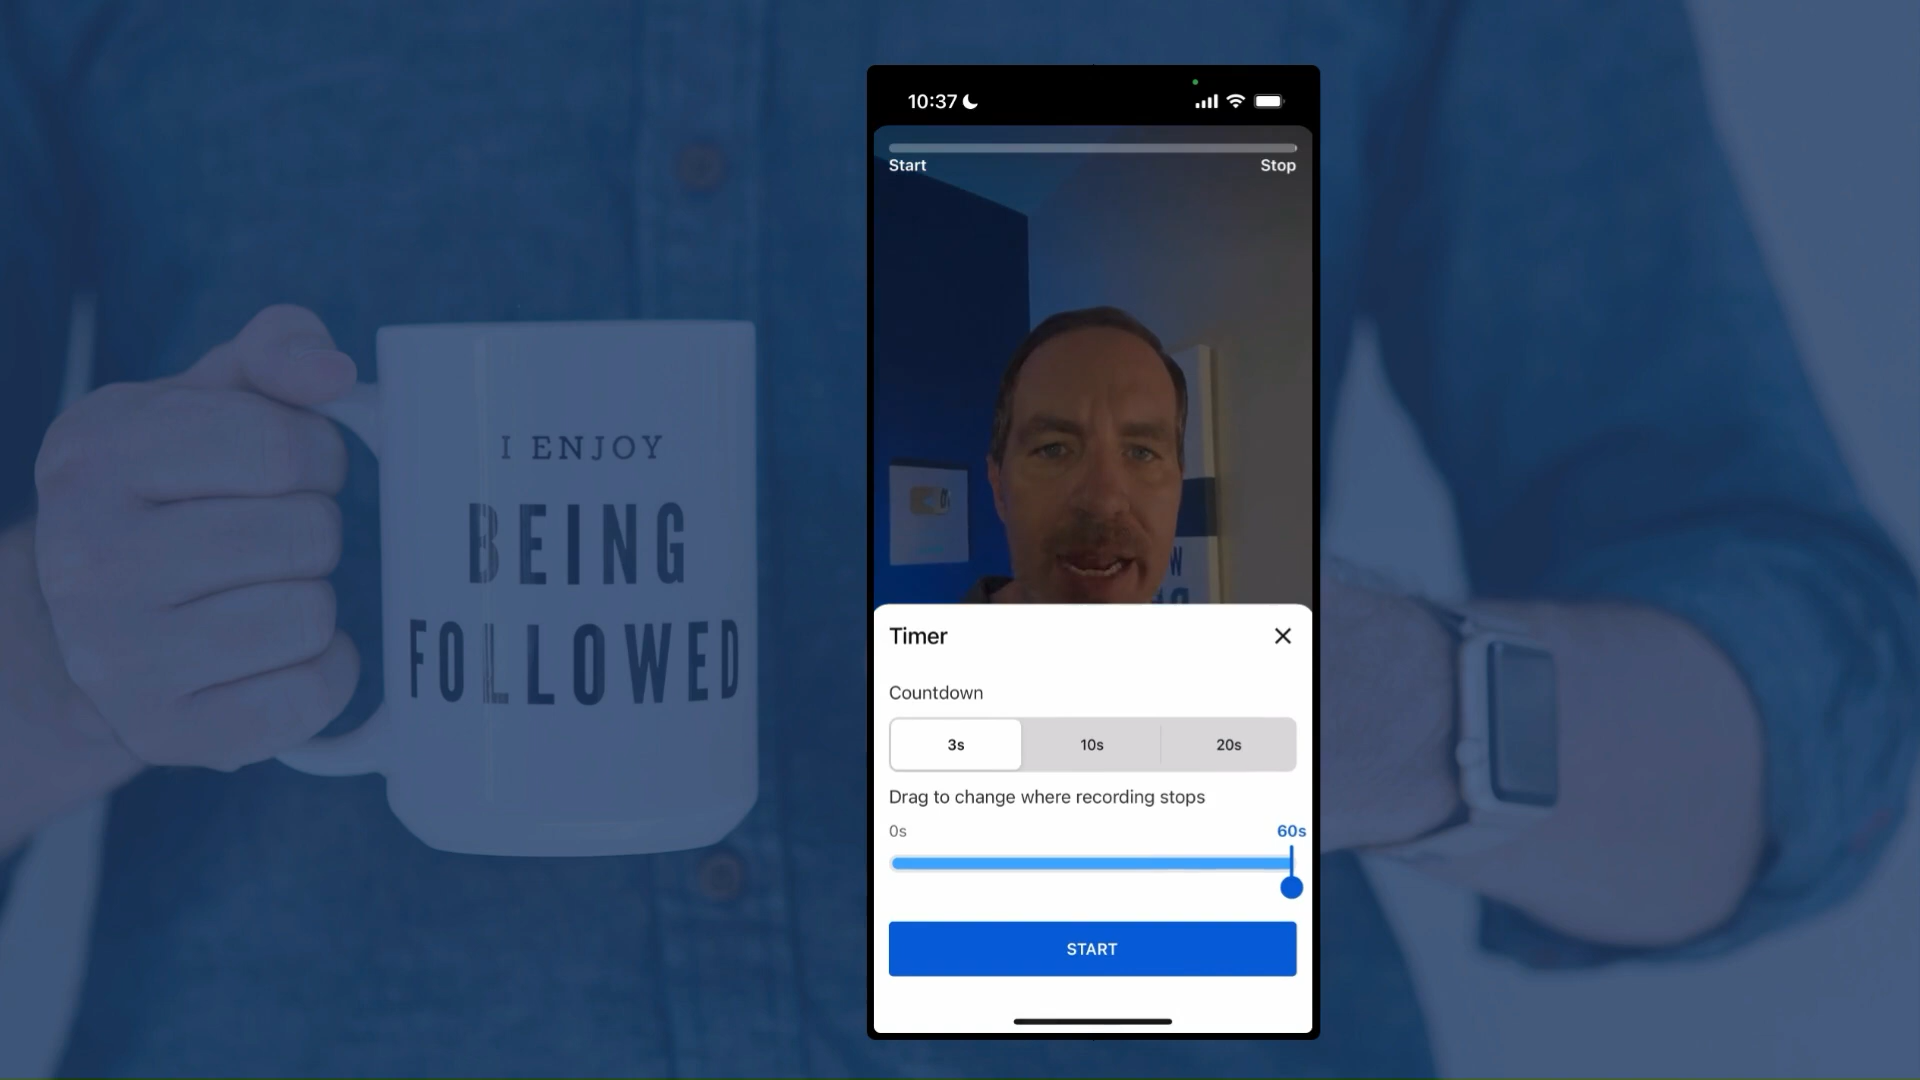 I ENJOY
BEING
FOLLOWED
10:37
Start
Stop
W
Timer
Countdown
3s
10s
20s
Drag to change where recording stops
0s
60s
START